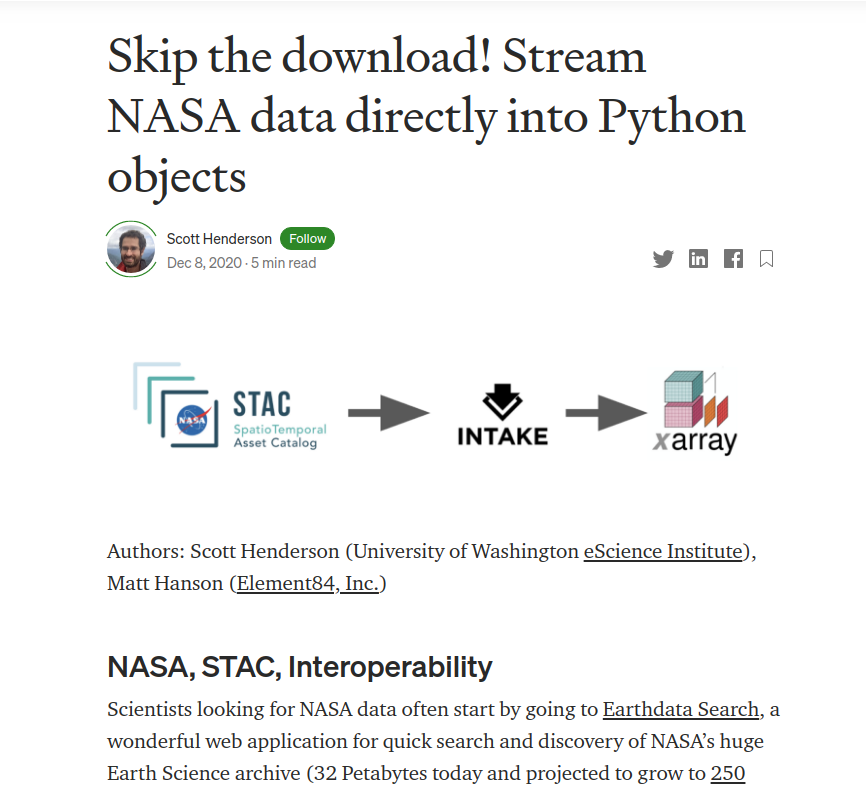 Skip the download! Stream
NASA data directly into Python
objects
Scott Henderson Follow
Dec 8, 2020 · 5 min read
NASA
STAC
SpatioTemporal
Asset Catalog
INTAKE
xarray
Authors: Scott Henderson (University of Washington eScience Institute),
Matt Hanson (Element84, Inc.)
NASA, STAC, Interoperability
Scientists looking for NASA data often start by going to Earthdata Search, a
wonderful web application for quick search and discovery of NASA’s huge
Earth Science archive (32 Petabytes today and projected to grow to 250